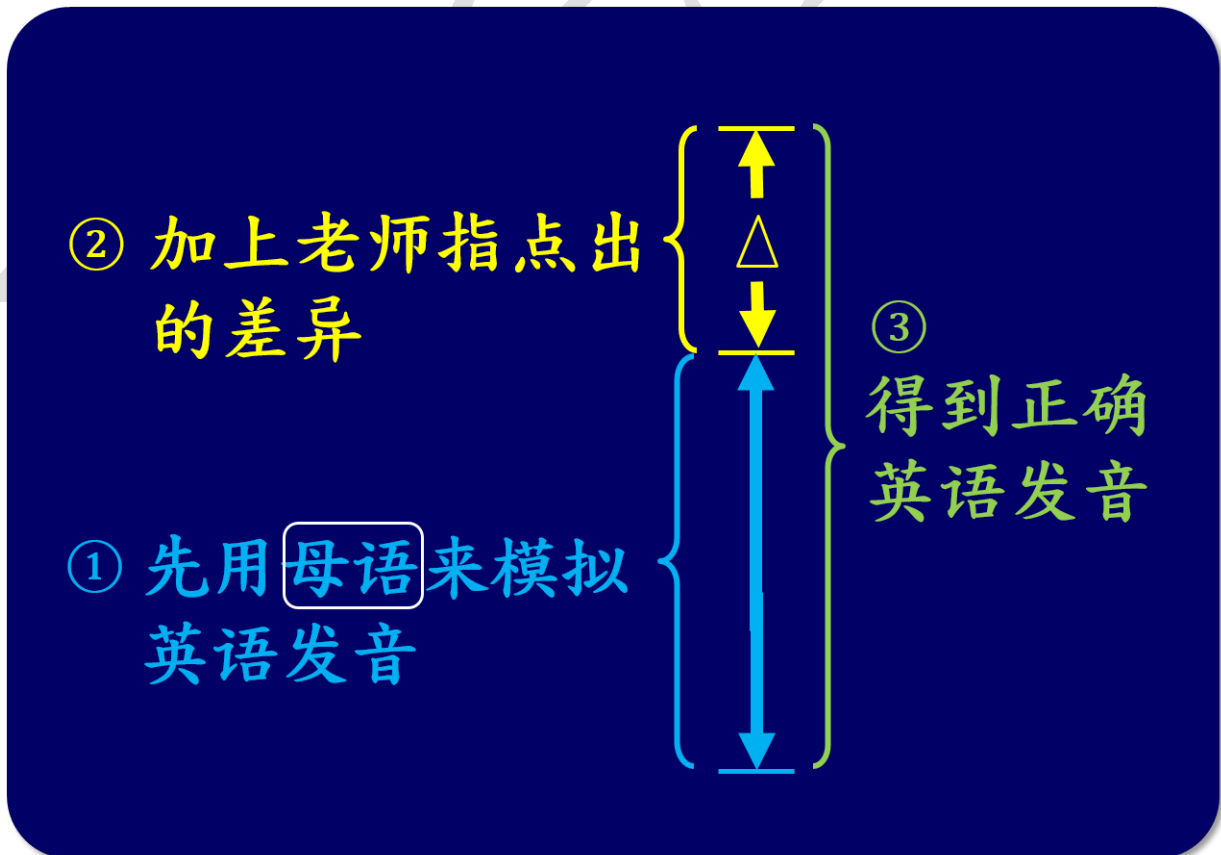 ② 加上老师指点出
的差异
△
① 先用母语来模拟
英语发音
③
得到正确
英语发音